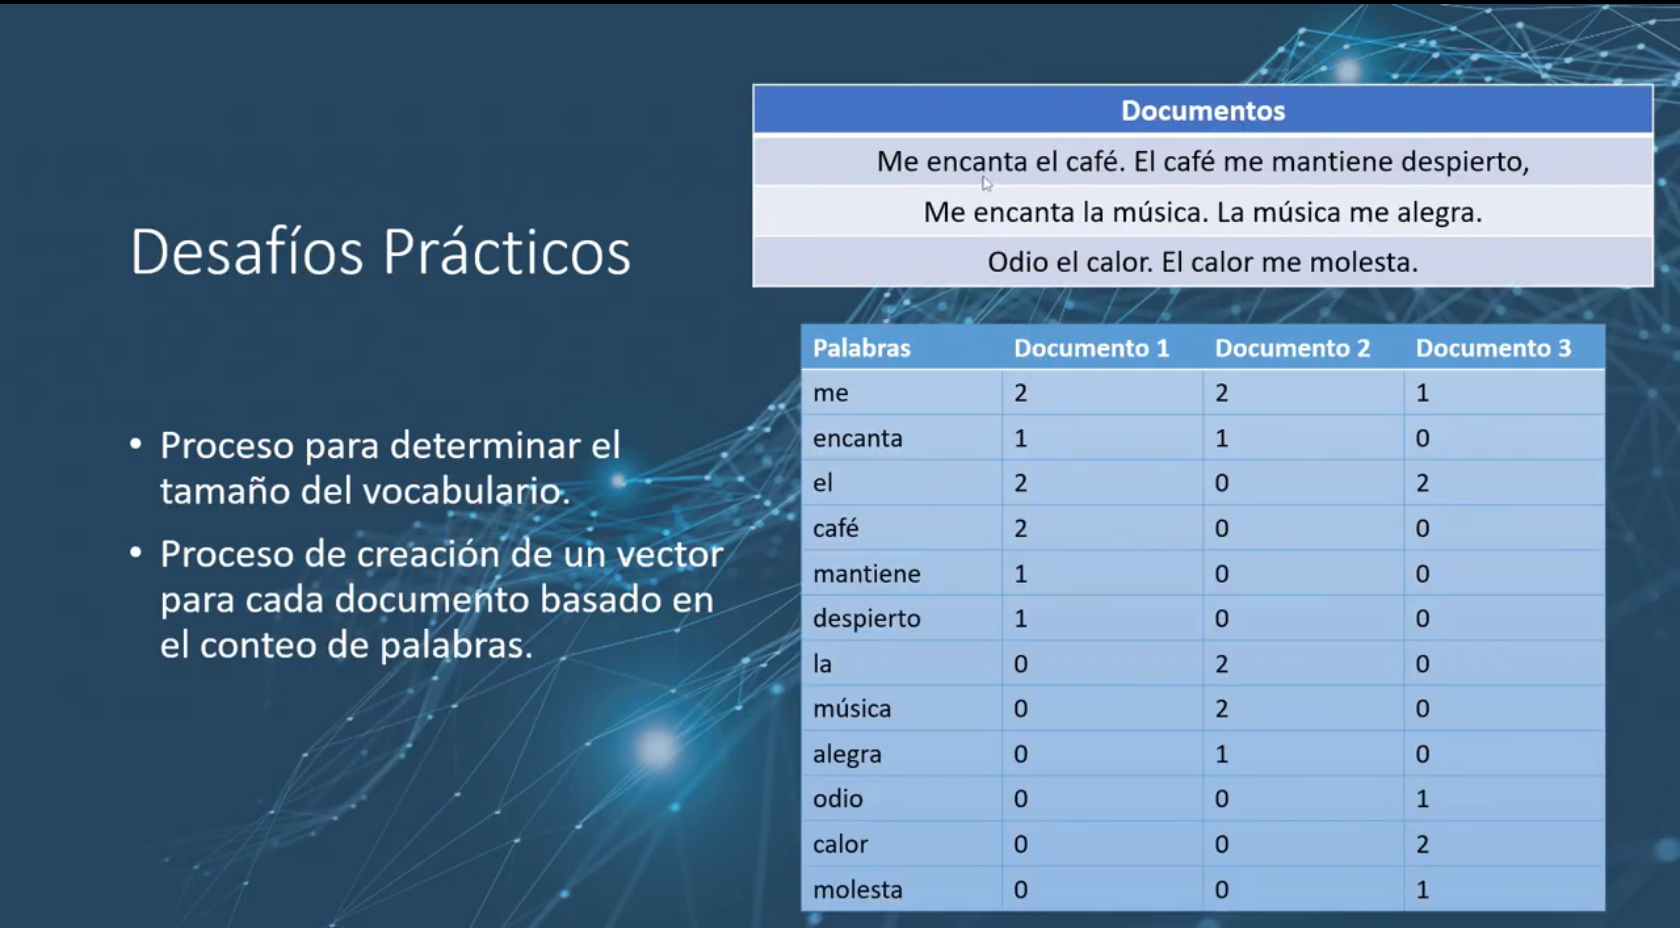 Desafíos Prácticos
• Proceso para determinar el
tamaño del vocabulario.
• Proceso de creación de un vector
para cada documento basado en
el conteo de palabras.
Documentos
Me encanta el café. El café me mantiene despierto,
Me encanta la música. La música me alegra.
Odio el calor. El calor me molesta.
Palabras Documento 1 Documento 2 Documento 3
me 2 2 1
encanta 1 1 0
el 2 0 2
café 2 0 0
mantiene 1 0 0
despierto 1 0 0
la 0 2 0
música 0 2 0
alegra 0 1 0
odio 0 0 1
calor 0 0 2
molesta 0 0 1